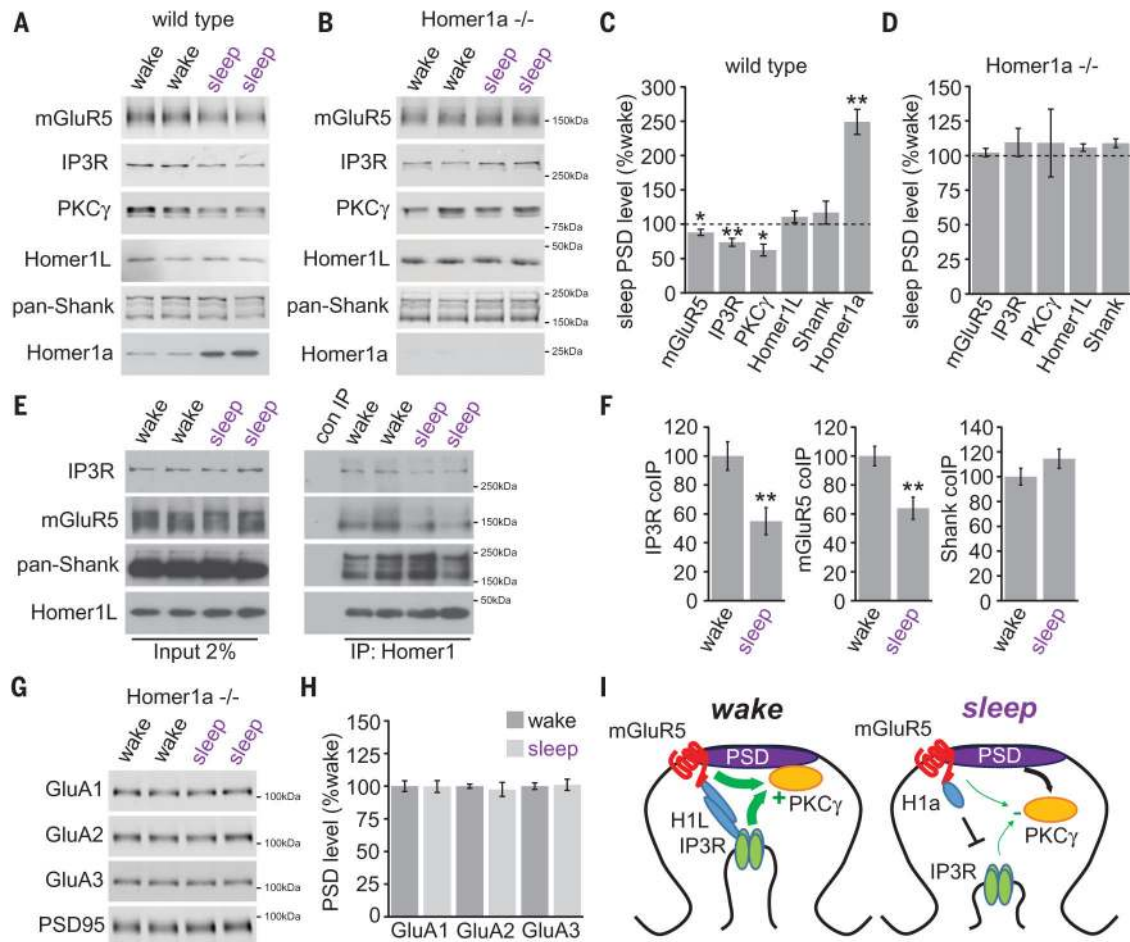 A
wild type
wake
wake
sleep
sleep
mGluR5
IP3R
PKCγ
Homer1L
pan-Shank
Homer1a
B
Homer1a -/-
wake
wake
sleep
sleep
mGluR5
150kDa
IP3R
250kDa
PKCγ
75kDa
50kDa
Homer1L
pan-Shank
250kDa
150kDa
Homer1a
25kDa
C
wild type
sleep PSD level (%wake)
300
250
200
150
100
50
0
*
**
*
**
mGluR5
IP3R
PKCγ
Homer1L
Shank
Homer1a
D
Homer1a -/-
sleep PSD level (%wake)
150
125
100
75
50
25
0
mGluR5
IP3R
PKCγ
Homer1L
Shank
E
wake
wake
sleep
sleep
IP3R
mGluR5
pan-Shank
Homer1L
Input 2%
con IP
wake
wake
sleep
sleep
250kDa
150kDa
250kDa
150kDa
50kDa
IP: Homer1
F
IP3R coIP
120
100
80
60
40
20
0
**
wake
sleep
mGluR5 coIP
120
100
80
60
40
20
0
**
wake
sleep
Shank coIP
140
120
100
80
60
40
20
0
wake
sleep
G
Homer1a -/-
wake
wake
sleep
sleep
GluA1
100kDa
GluA2
100kDa
GluA3
100kDa
PSD95
100kDa
H
PSD level (%wake)
150
125
100
75
50
25
0
wake
sleep
GluA1 GluA2 GluA3
I
wake
mGluR5
PSD
+
PKCγ
H1L
IP3R
sleep
mGluR5
PSD
H1a
-
PKCγ
IP3R